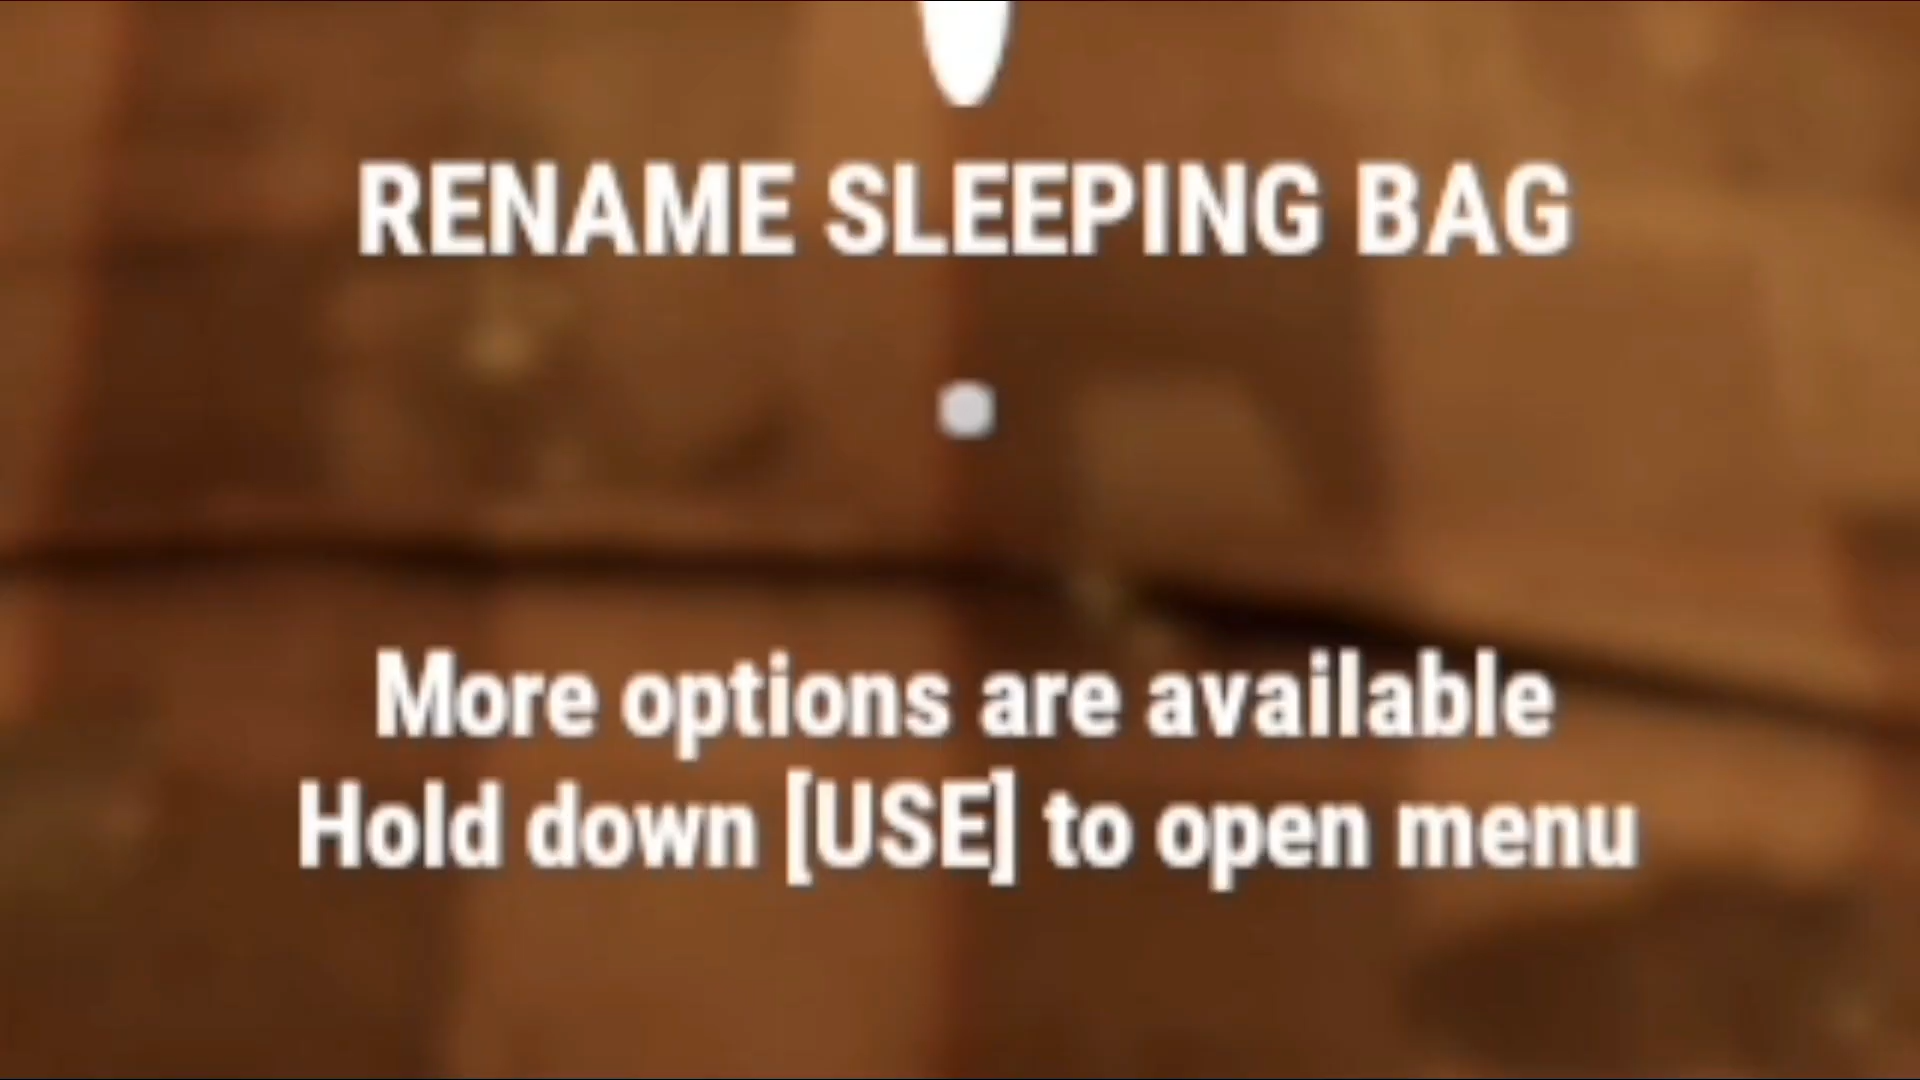 RENAME SLEEPING BAG
More options are available
Hold down [USE] to open menu